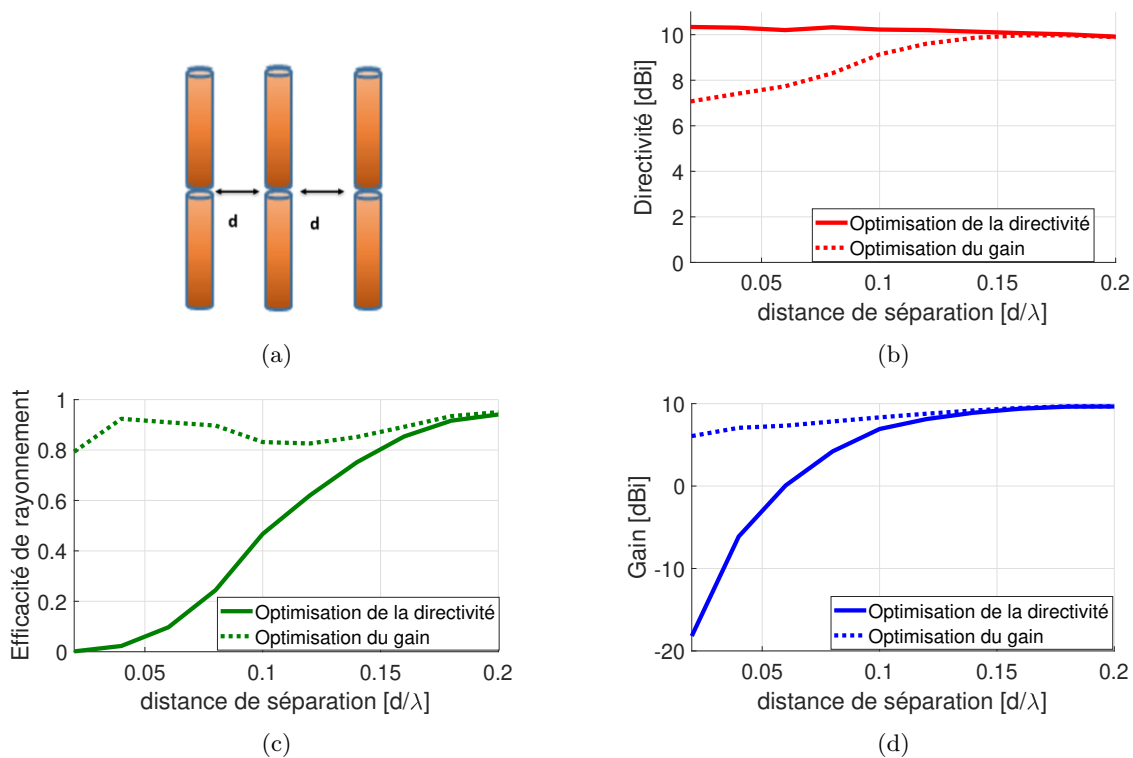 d
d
(a)
Directivité [dBi]
10
8
6
4
2
0
Optimisation de la directivité
Optimisation du gain
0.05
0.1
0.15
0.2
distance de séparation [d/λ]
(b)
Efficacité de rayonnement
1
0.8
0.6
0.4
0.2
0
Optimisation de la directivité
Optimisation du gain
0.05
0.1
0.15
0.2
distance de séparation [d/λ]
(c)
Gain [dBi]
10
0
-10
-20
Optimisation de la directivité
Optimisation du gain
0.05
0.1
0.15
0.2
distance de séparation [d/λ]
(d)